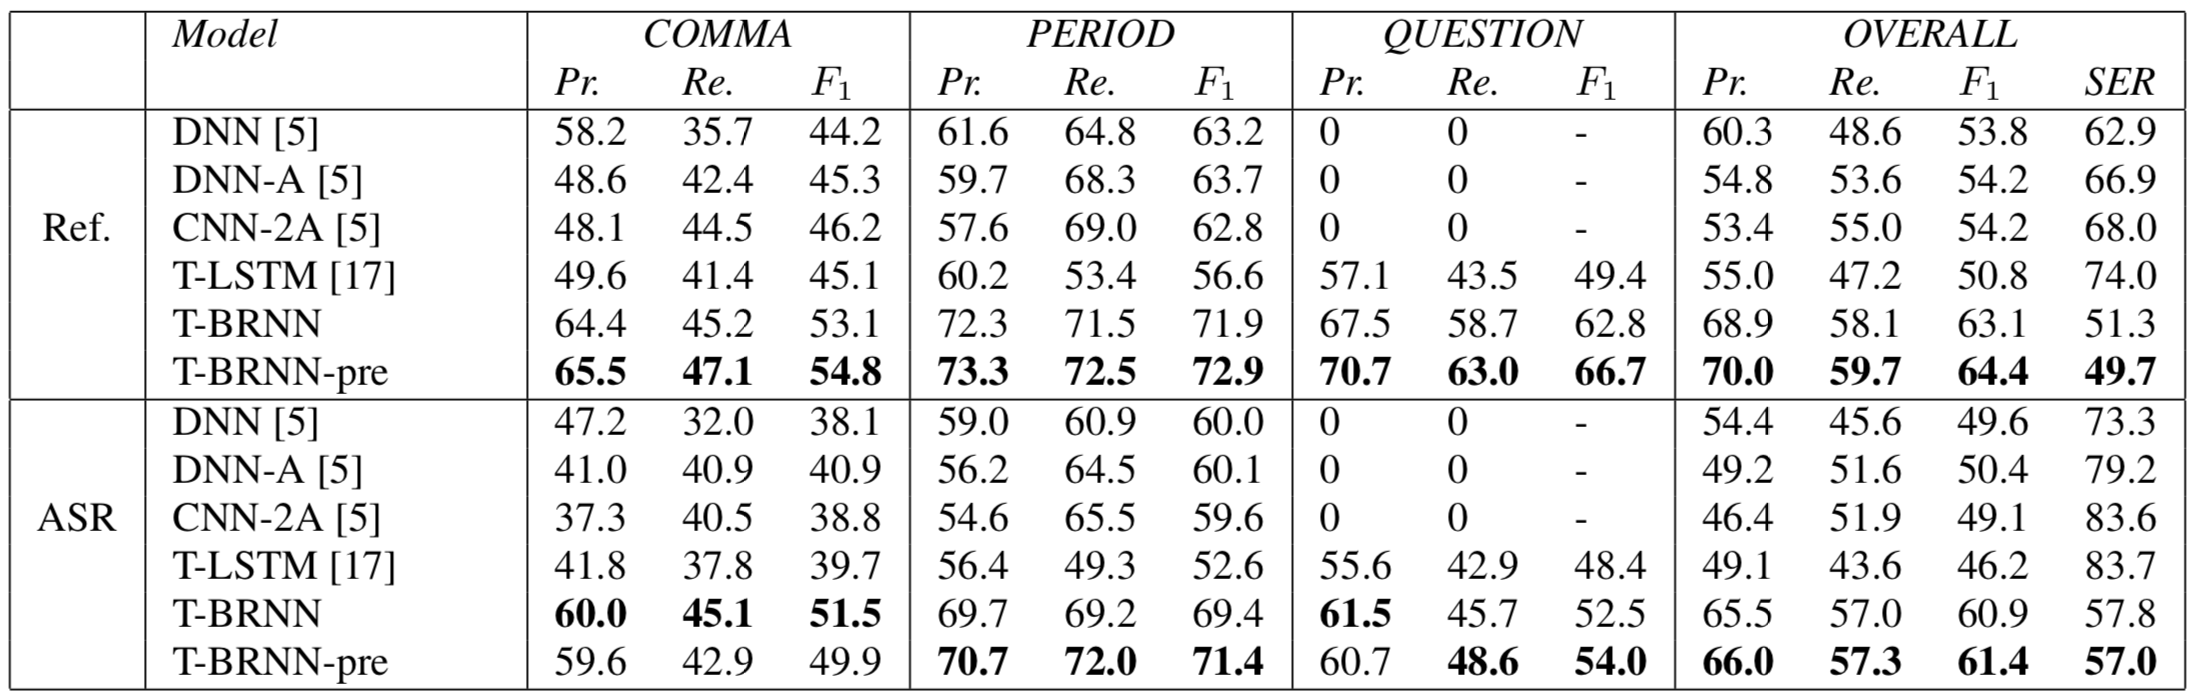 Model COMMA PERIOD QUESTION OVERALL
Pr. Re. F1 Pr. Re. F1 Pr. Re. F1 Pr. Re. F1 SER
DNN [5] 58.2 35.7 44.2 61.6 64.8 63.2 0 0 - 60.3 48.6 53.8 62.9
DNN-A [5] 48.6 42.4 45.3 59.7 68.3 63.7 0 0 - 54.8 53.6 54.2 66.9
Ref. CNN-2A [5] 48.1 44.5 46.2 57.6 69.0 62.8 0 0 - 53.4 55.0 54.2 68.0
T-LSTM [17] 49.6 41.4 45.1 60.2 53.4 56.6 57.1 43.5 49.4 55.0 47.2 50.8 74.0
T-BRNN 64.4 45.2 53.1 72.3 71.5 71.9 67.5 58.7 62.8 68.9 58.1 63.1 51.3
T-BRNN-pre 65.5 47.1 54.8 73.3 72.5 72.9 70.7 63.0 66.7 70.0 59.7 64.4 49.7
DNN [5] 47.2 32.0 38.1 59.0 60.9 60.0 0 0 - 54.4 45.6 49.6 73.3
DNN-A [5] 41.0 40.9 40.9 56.2 64.5 60.1 0 0 - 49.2 51.6 50.4 79.2
ASR CNN-2A [5] 37.3 40.5 38.8 54.6 65.5 59.6 0 0 - 46.4 51.9 49.1 83.6
T-LSTM [17] 41.8 37.8 39.7 56.4 49.3 52.6 55.6 42.9 48.4 49.1 43.6 46.2 83.7
T-BRNN 60.0 45.1 51.5 69.7 69.2 69.4 61.5 45.7 52.5 65.5 57.0 60.9 57.8
T-BRNN-pre 59.6 42.9 49.9 70.7 72.0 71.4 60.7 48.6 54.0 66.0 57.3 61.4 57.0